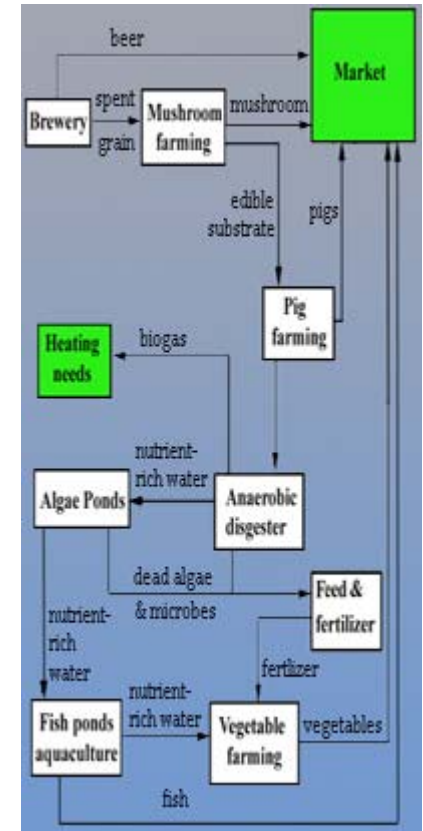 beer
Market
spent
grain
Brewery
Mushroom
farming
mushroom
edible
substrate
pigs
Pig
farming
Heating
needs
biogas
nutrient-
rich water
Algae Ponds
Anaerobic
disgester
dead algae
& microbes
Feed &
fertilizer
nutrient-
rich
water
fertlizer
nutrient-
rich water
Fish ponds
aquaculture
Vegetable
farming
vegetables
fish